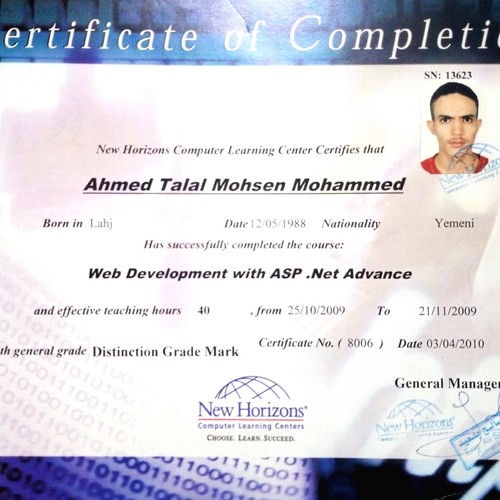 ertificate of Completi
SN: 13623
New Horizons Computer Learning Center Certifies that
Ahmed Talal Mohsen Mohammed
Born in Lahj Date 12/05/1988 Nationality Yemeni
Has successfully completed the course:
Web Development with ASP .Net Advance
and effective teaching hours 40 , from 25/10/2009 To 21/11/2009
th general grade Distinction Grade Mark Certificate No. ( 8006 ) Date 03/04/2010
General Manager
New Horizons®
Computer Learning Centers
CHOOSE. LEARN. SUCCEED.
New Horizons